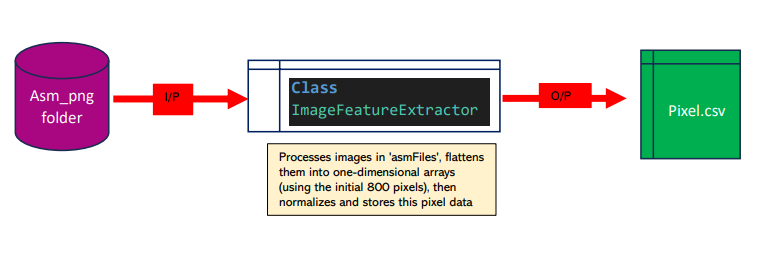 Asm_png
folder
I/P
Class
ImageFeatureExtractor
O/P
Pixel.csv
Processes images in 'asmFiles', flattens
them into one-dimensional arrays
(using the initial 800 pixels), then
normalizes and stores this pixel data